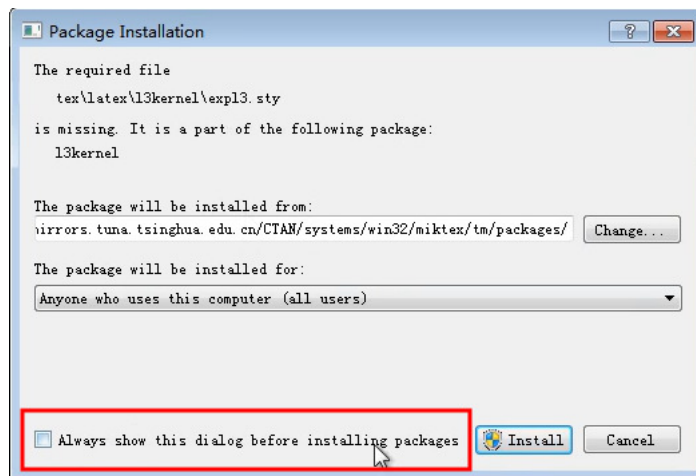 Package Installation
The required file
tex\latex\l3kernel\expl3.sty
is missing. It is a part of the following package:
l3kernel
The package will be installed from:
irrors.tuna.tsinghua.edu.cn/CTAN/systems/win32/miktex/tm/packages/
Change...
The package will be installed for:
Anyone who uses this computer (all users)
Always show this dialog before installing packages
Install
Cancel